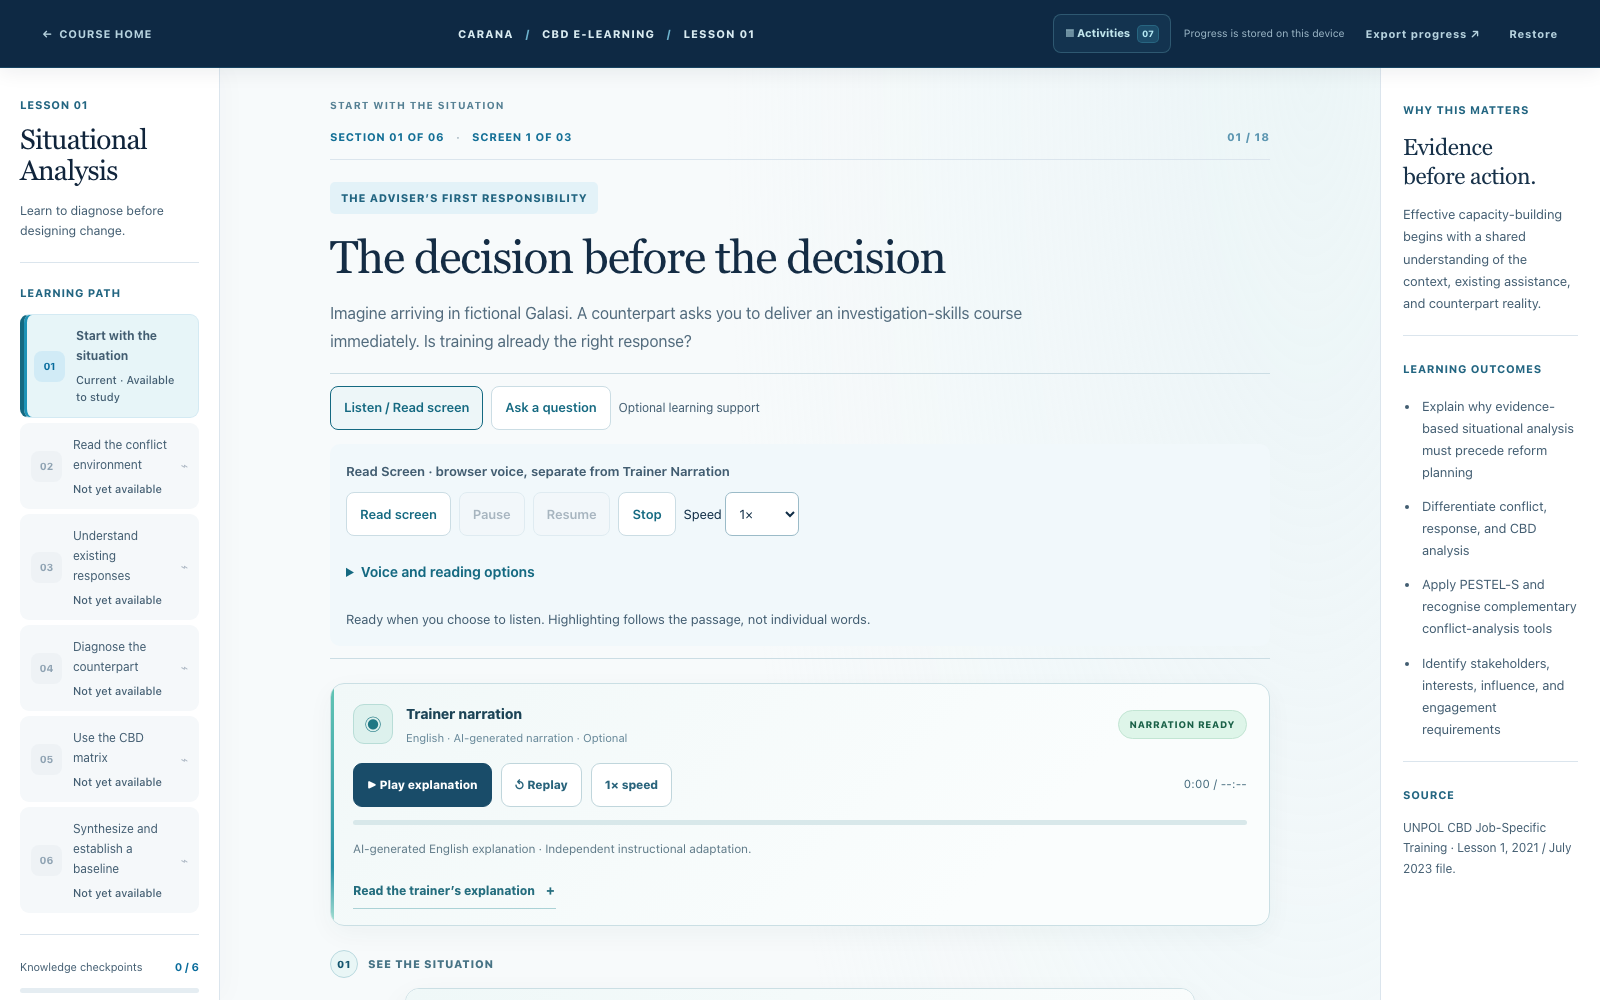 ← COURSE HOME
CARANA / CBD E-LEARNING / LESSON 01
Activities 07
Progress is stored on this device
Export progress ↗
Restore
LESSON 01
Situational
Analysis
Learn to diagnose before
designing change.
LEARNING PATH
01
Start with the
situation
Current · Available
to study
02
Read the conflict
environment
Not yet available
03
Understand
existing
responses
Not yet available
04
Diagnose the
counterpart
Not yet available
05
Use the CBD
matrix
Not yet available
06
Synthesize and
establish a
baseline
Not yet available
Knowledge checkpoints 0 / 6
START WITH THE SITUATION
SECTION 01 OF 06 · SCREEN 1 OF 03
01 / 18
THE ADVISER’S FIRST RESPONSIBILITY
The decision before the decision
Imagine arriving in fictional Galasi. A counterpart asks you to deliver an investigation-skills course
immediately. Is training already the right response?
Listen / Read screen
Ask a question
Optional learning support
Read Screen · browser voice, separate from Trainer Narration
Read screen
Pause
Resume
Stop
Speed 1×
▶ Voice and reading options
Ready when you choose to listen. Highlighting follows the passage, not individual words.
Trainer narration
English · AI-generated narration · Optional
NARRATION READY
▶ Play explanation
↺ Replay
1× speed
0:00 / --:--
AI-generated English explanation · Independent instructional adaptation.
Read the trainer’s explanation +
01 SEE THE SITUATION
WHY THIS MATTERS
Evidence
before action.
Effective capacity-building
begins with a shared
understanding of the
context, existing assistance,
and counterpart reality.
LEARNING OUTCOMES
• Explain why evidence-
based situational analysis
must precede reform
planning
• Differentiate conflict,
response, and CBD
analysis
• Apply PESTEL-S and
recognise complementary
conflict-analysis tools
• Identify stakeholders,
interests, influence, and
engagement
requirements
SOURCE
UNPOL CBD Job-Specific
Training · Lesson 1, 2021 / July
2023 file.